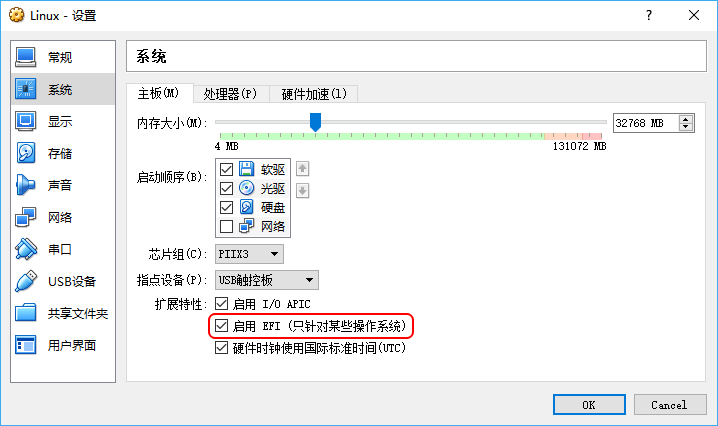 Linux - 设置
常规
系统
显示
存储
声音
网络
串口
USB设备
共享文件夹
用户界面
系统
主板(M) 处理器(P) 硬件加速(l)
内存大小(M): 32768 MB
4 MB 131072 MB
启动顺序(B):
软驱
光驱
硬盘
网络
芯片组(C): PIIX3
指点设备(P): USB触控板
扩展特性: 启用 I/O APIC
启用 EFI (只针对某些操作系统)
硬件时钟使用国际标准时间(UTC)
OK Cancel